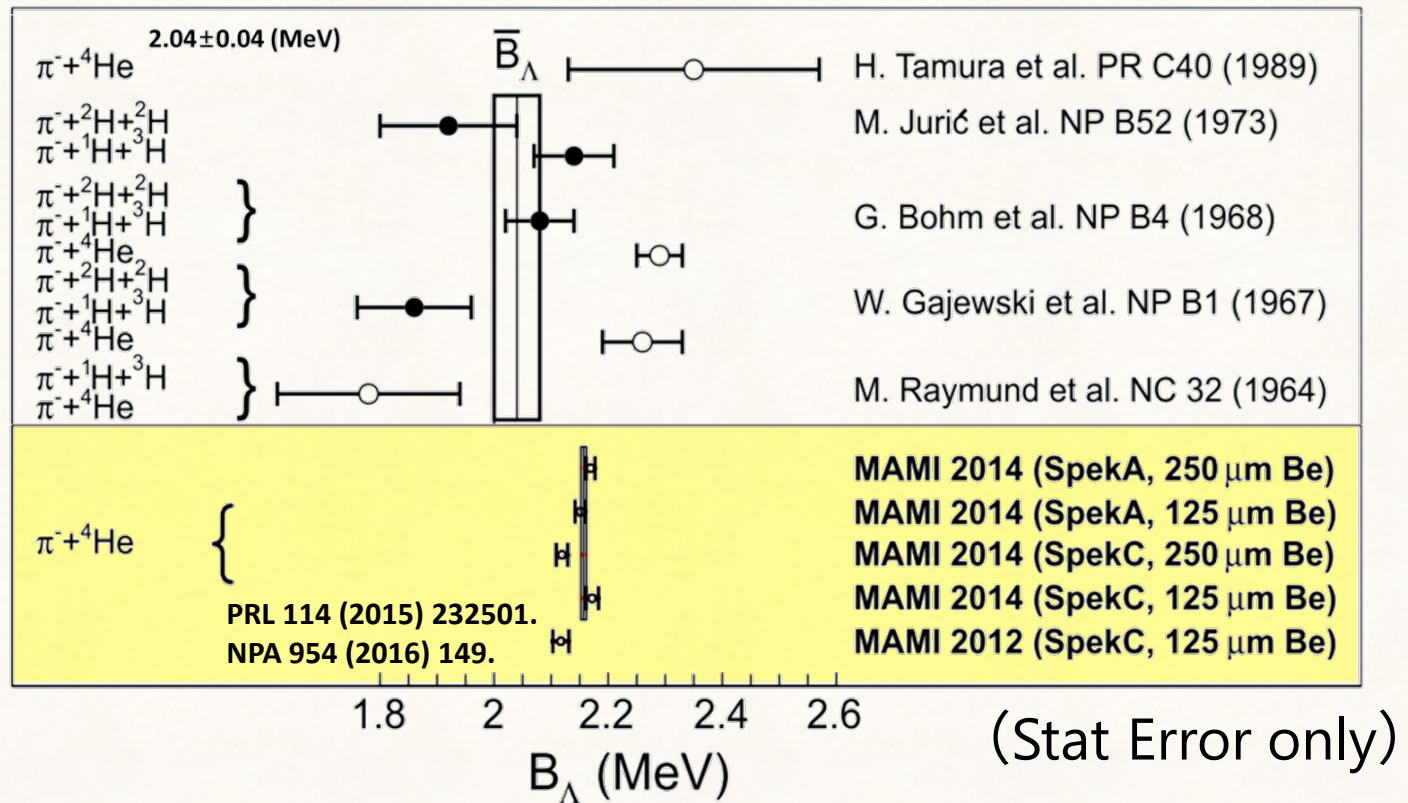 2.04±0.04 (MeV)
B̅_Λ
π⁻+⁴He H. Tamura et al. PR C40 (1989)
π⁻+²H+²H M. Jurić et al. NP B52 (1973)
π⁻+¹H+³H
π⁻+²H+²H
π⁻+¹H+³H } G. Bohm et al. NP B4 (1968)
π⁻+⁴He
π⁻+²H+²H
π⁻+¹H+³H } W. Gajewski et al. NP B1 (1967)
π⁻+⁴He
π⁻+¹H+³H } M. Raymund et al. NC 32 (1964)
π⁻+⁴He
MAMI 2014 (SpekA, 250 μm Be)
MAMI 2014 (SpekA, 125 μm Be)
π⁻+⁴He { MAMI 2014 (SpekC, 250 μm Be)
MAMI 2014 (SpekC, 125 μm Be)
PRL 114 (2015) 232501.
NPA 954 (2016) 149. MAMI 2012 (SpekC, 125 μm Be)
1.8 2 2.2 2.4 2.6
(Stat Error only)
B_Λ (MeV)